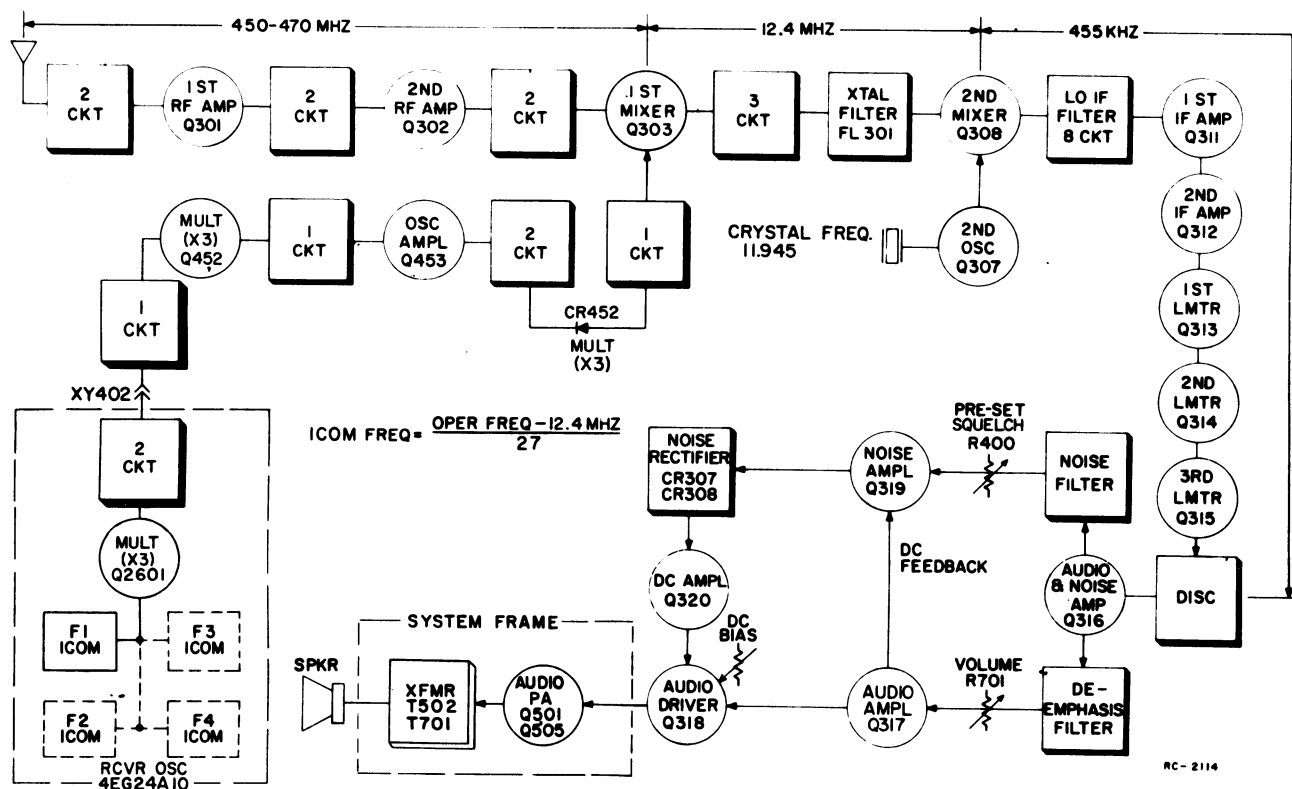 450-470 MHZ
12.4 MHZ
455 KHZ
2
CKT
1ST
RF AMP
Q301
2
CKT
2ND
RF AMP
Q302
2
CKT
1ST
MIXER
Q303
3
CKT
XTAL
FILTER
FL 301
2ND
MIXER
Q308
LO IF
FILTER
8 CKT
1ST
IF AMP
Q311
MULT
(X3)
Q452
1
CKT
OSC
AMPL
Q453
2
CKT
1
CKT
CRYSTAL FREQ.
11.945
2ND
OSC
Q307
2ND
IF AMP
Q312
1
CKT
CR452
MULT
(X3)
1ST
LMTR
Q313
XY402
2
CKT
ICOM FREQ= OPER FREQ-12.4 MHZ
27
NOISE
RECTIFIER
CR307
CR308
NOISE
AMPL
Q319
PRE-SET
SQUELCH
R400
NOISE
FILTER
2ND
LMTR
Q314
3RD
LMTR
Q315
MULT
(X3)
Q2601
DC AMPL
Q320
DC
FEEDBACK
AUDIO
& NOISE
AMP
Q316
DISC
F1
ICOM
F3
ICOM
F2
ICOM
F4
ICOM
RCVR OSC
4EG24A10
SYSTEM FRAME
SPKR
XFMR
T502
T701
AUDIO
PA
Q501
Q505
DC
BIAS
AUDIO
DRIVER
Q318
AUDIO
AMPL
Q317
VOLUME
R701
DE-
EMPHASIS
FILTER
RC-2114